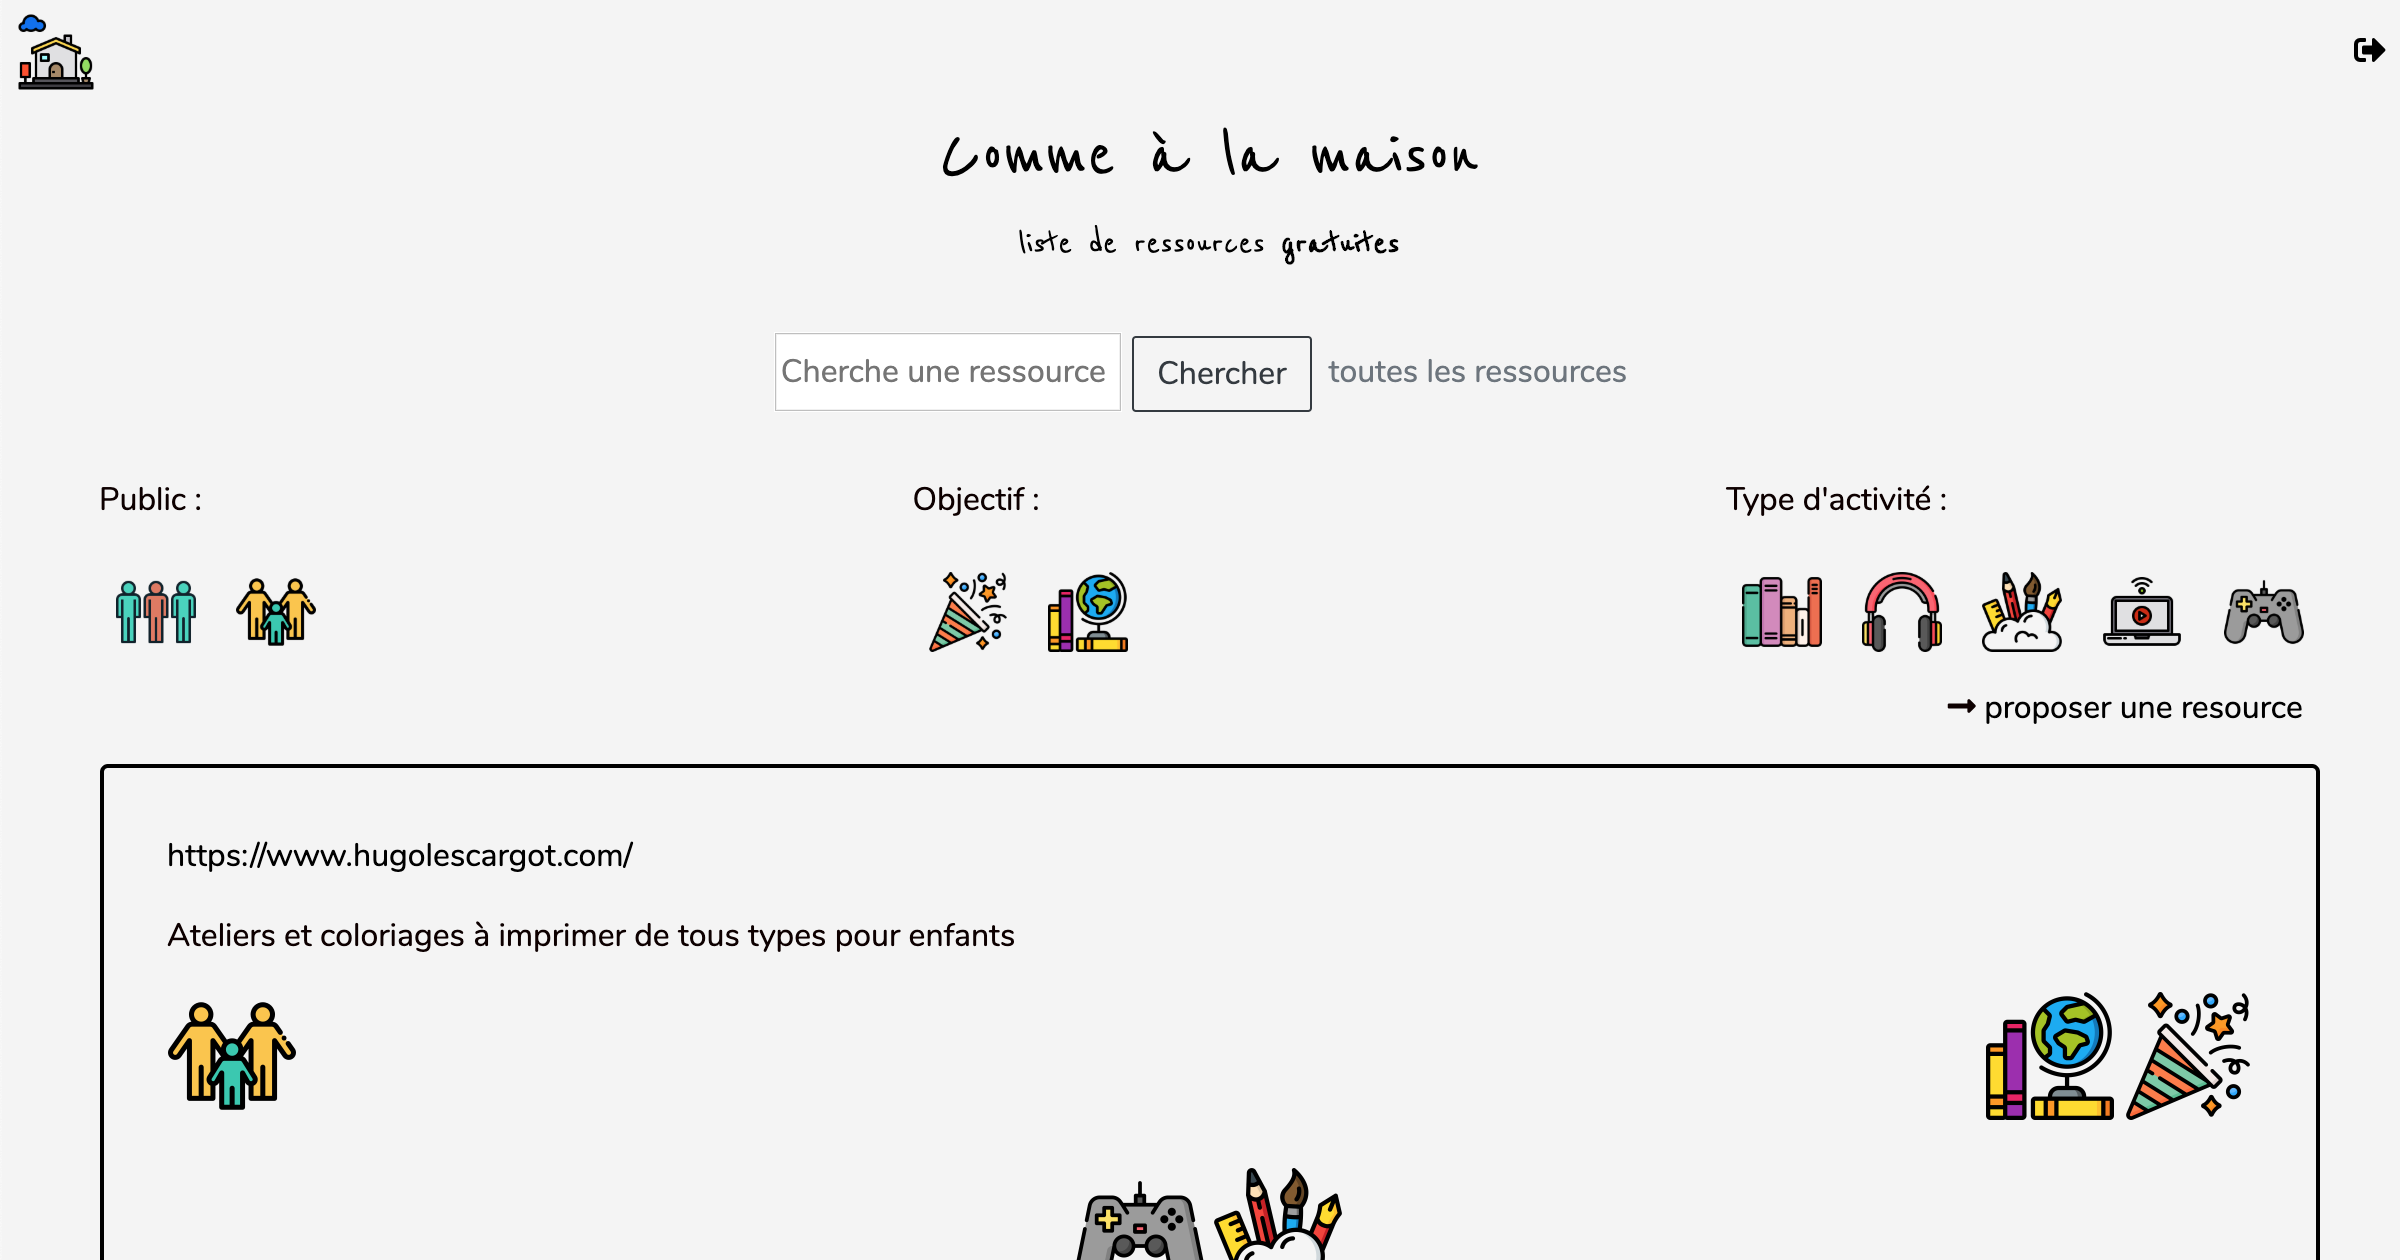 Comme à la maison
liste de ressources gratuites
Cherche une ressource Chercher toutes les ressources
Public : Objectif : Type d'activité :
proposer une resource
https://www.hugolescargot.com/
Ateliers et coloriages à imprimer de tous types pour enfants